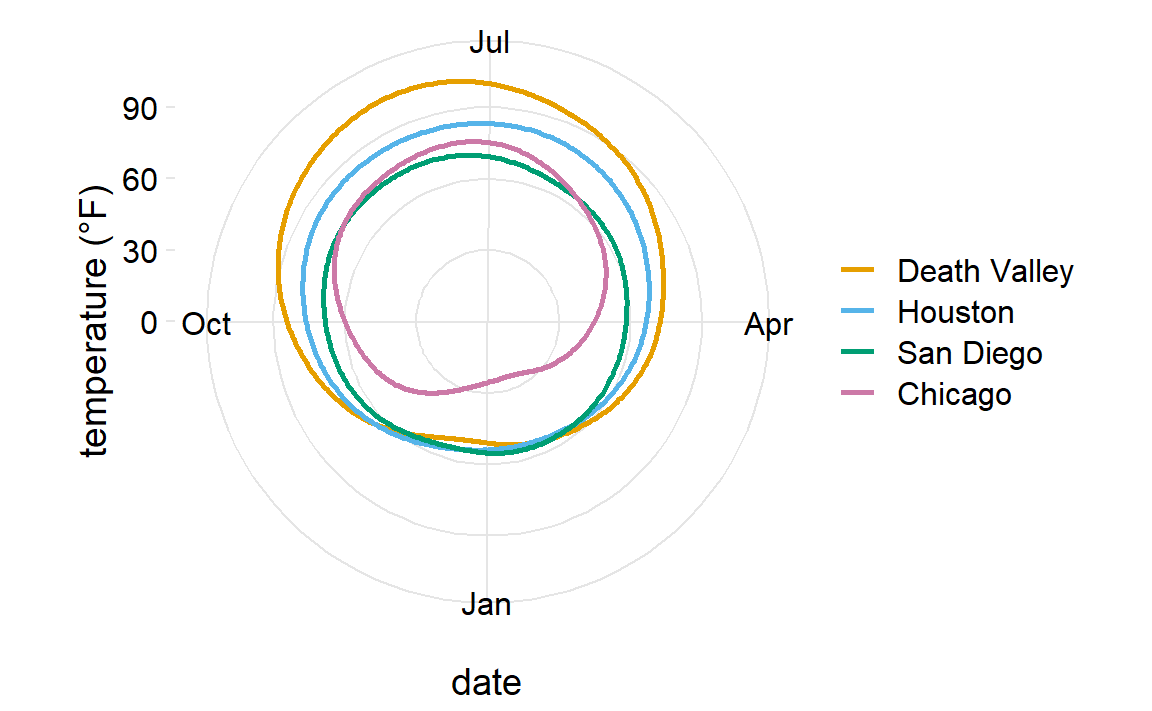 Jul
90
60
30
0
Oct
Apr
Jan
temperature (°F)
date
Death Valley
Houston
San Diego
Chicago